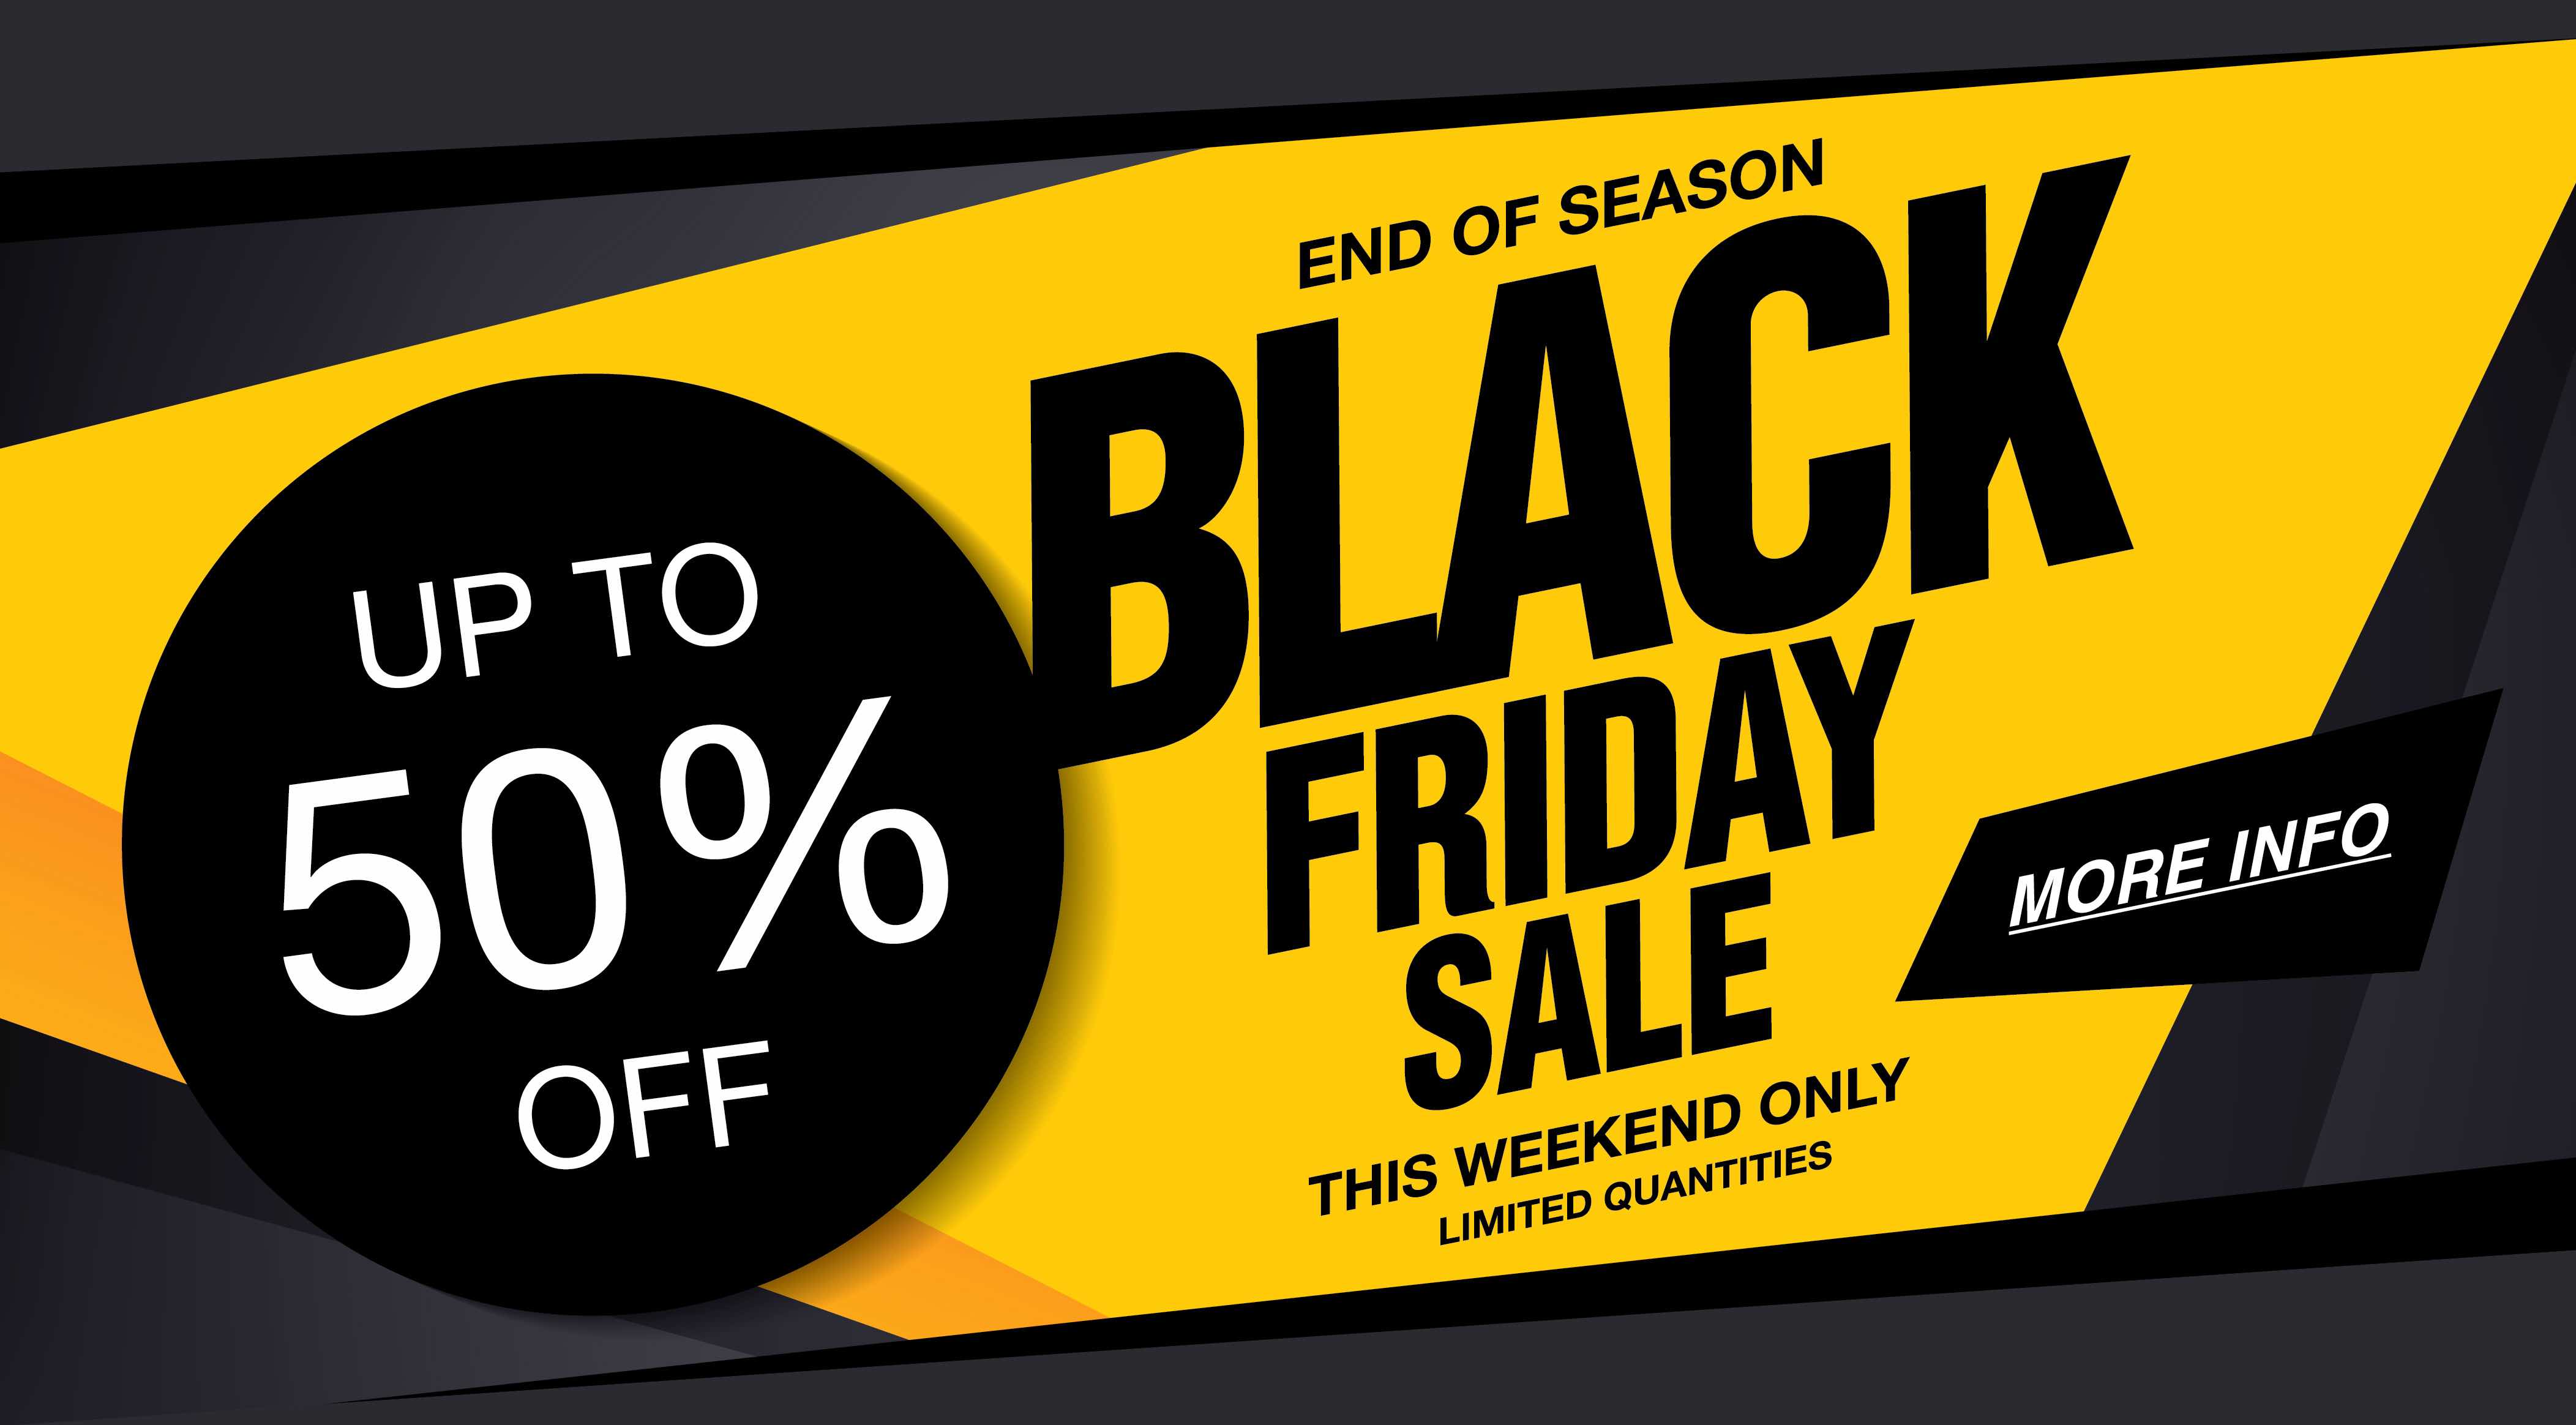 UP TO
50%
OFF
END OF SEASON
BLACK
FRIDAY
SALE
THIS WEEKEND ONLY
LIMITED QUANTITIES
MORE INFO